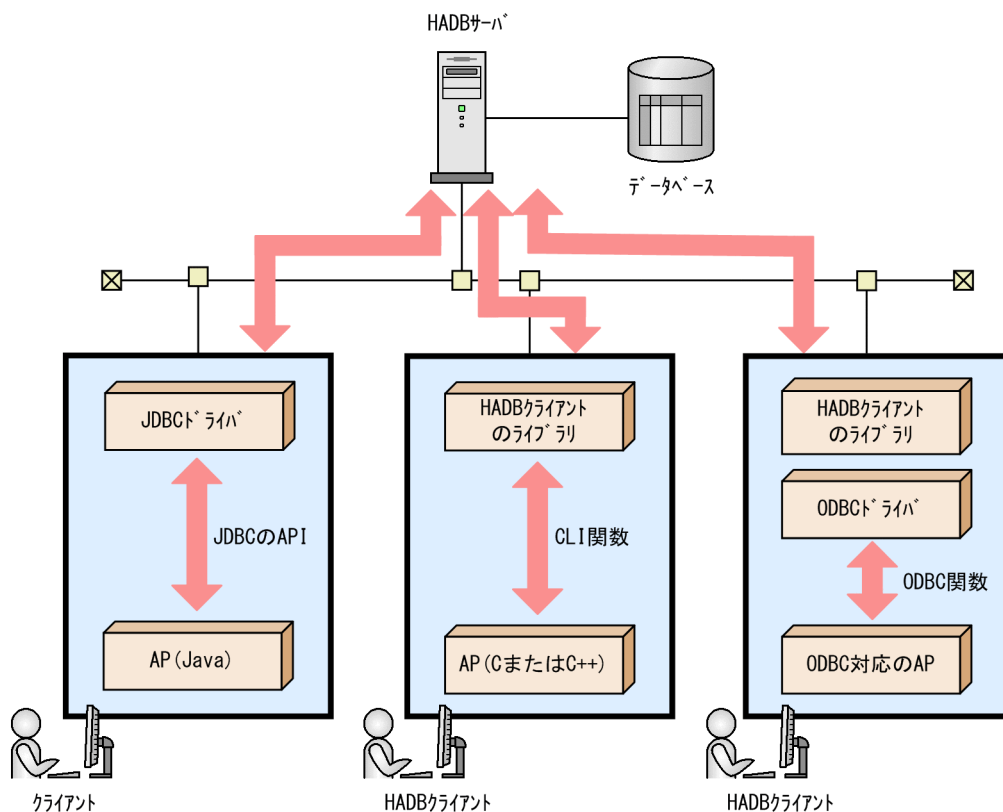 HADBｻｰﾊﾞ
ﾃﾞｰﾀﾍﾞｰｽ
JDBCﾄﾞﾗｲﾊﾞ
JDBCのAPI
AP(Java)
ｸﾗｲｱﾝﾄ
HADBｸﾗｲｱﾝﾄ
のﾗｲﾌﾞﾗﾘ
CLI関数
AP(CまたはC++)
HADBｸﾗｲｱﾝﾄ
HADBｸﾗｲｱﾝﾄ
のﾗｲﾌﾞﾗﾘ
ODBCﾄﾞﾗｲﾊﾞ
ODBC関数
ODBC対応のAP
HADBｸﾗｲｱﾝﾄ